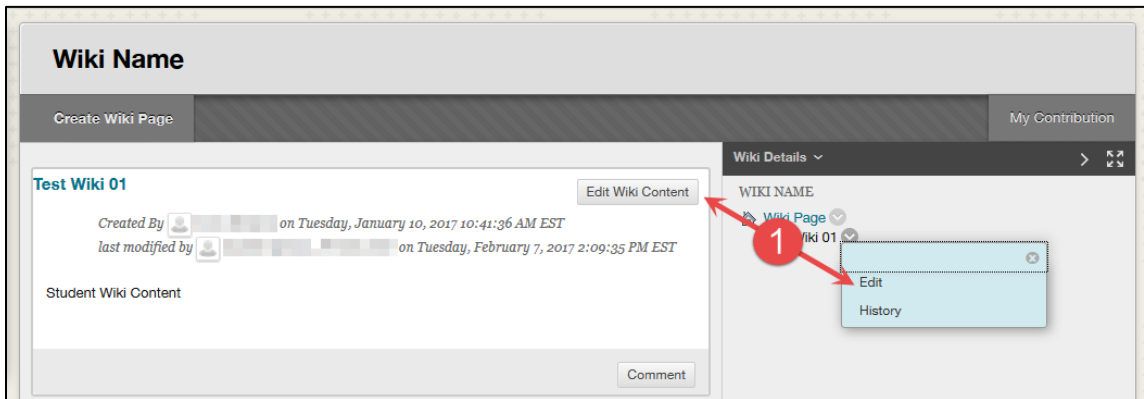 Wiki Name
Create Wiki Page
My Contribution
Test Wiki 01
Edit Wiki Content
Created By on Tuesday, January 10, 2017 10:41:36 AM EST
last modified by on Tuesday, February 7, 2017 2:09:35 PM EST
Student Wiki Content
Comment
Wiki Details
WIKI NAME
Wiki Page
Wiki 01
1
Edit
History